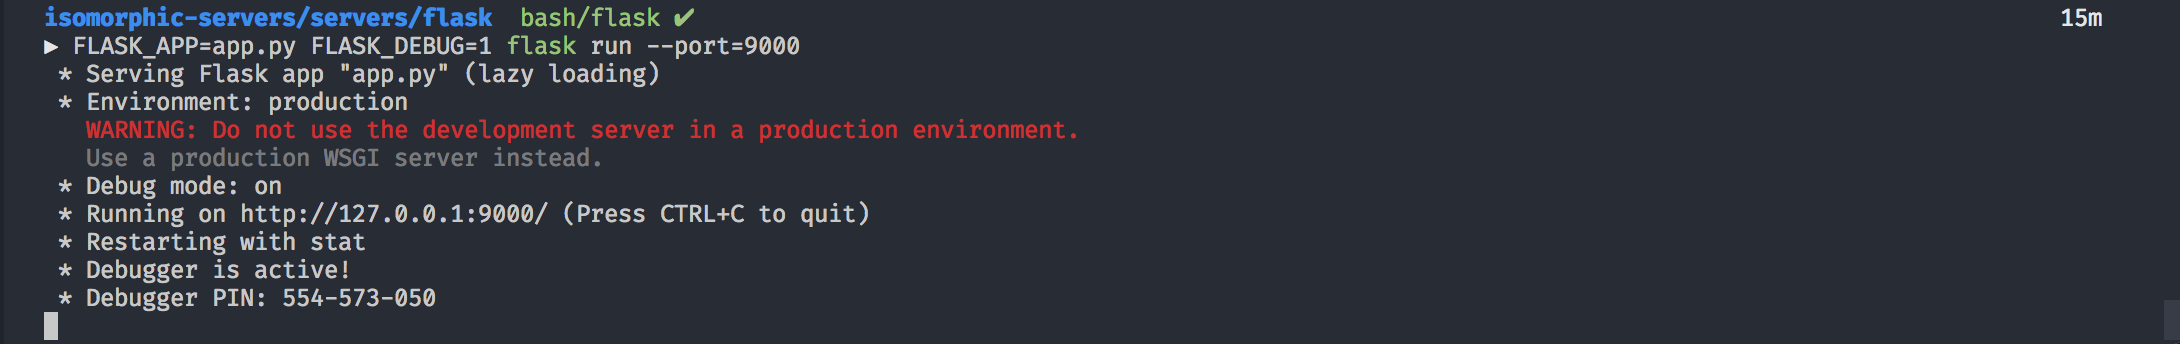 isomorphic-servers/servers/flask bash/flask ✔ 15m
► FLASK_APP=app.py FLASK_DEBUG=1 flask run --port=9000
* Serving Flask app "app.py" (lazy loading)
* Environment: production
WARNING: Do not use the development server in a production environment.
Use a production WSGI server instead.
* Debug mode: on
* Running on http://127.0.0.1:9000/ (Press CTRL+C to quit)
* Restarting with stat
* Debugger is active!
* Debugger PIN: 554-573-050